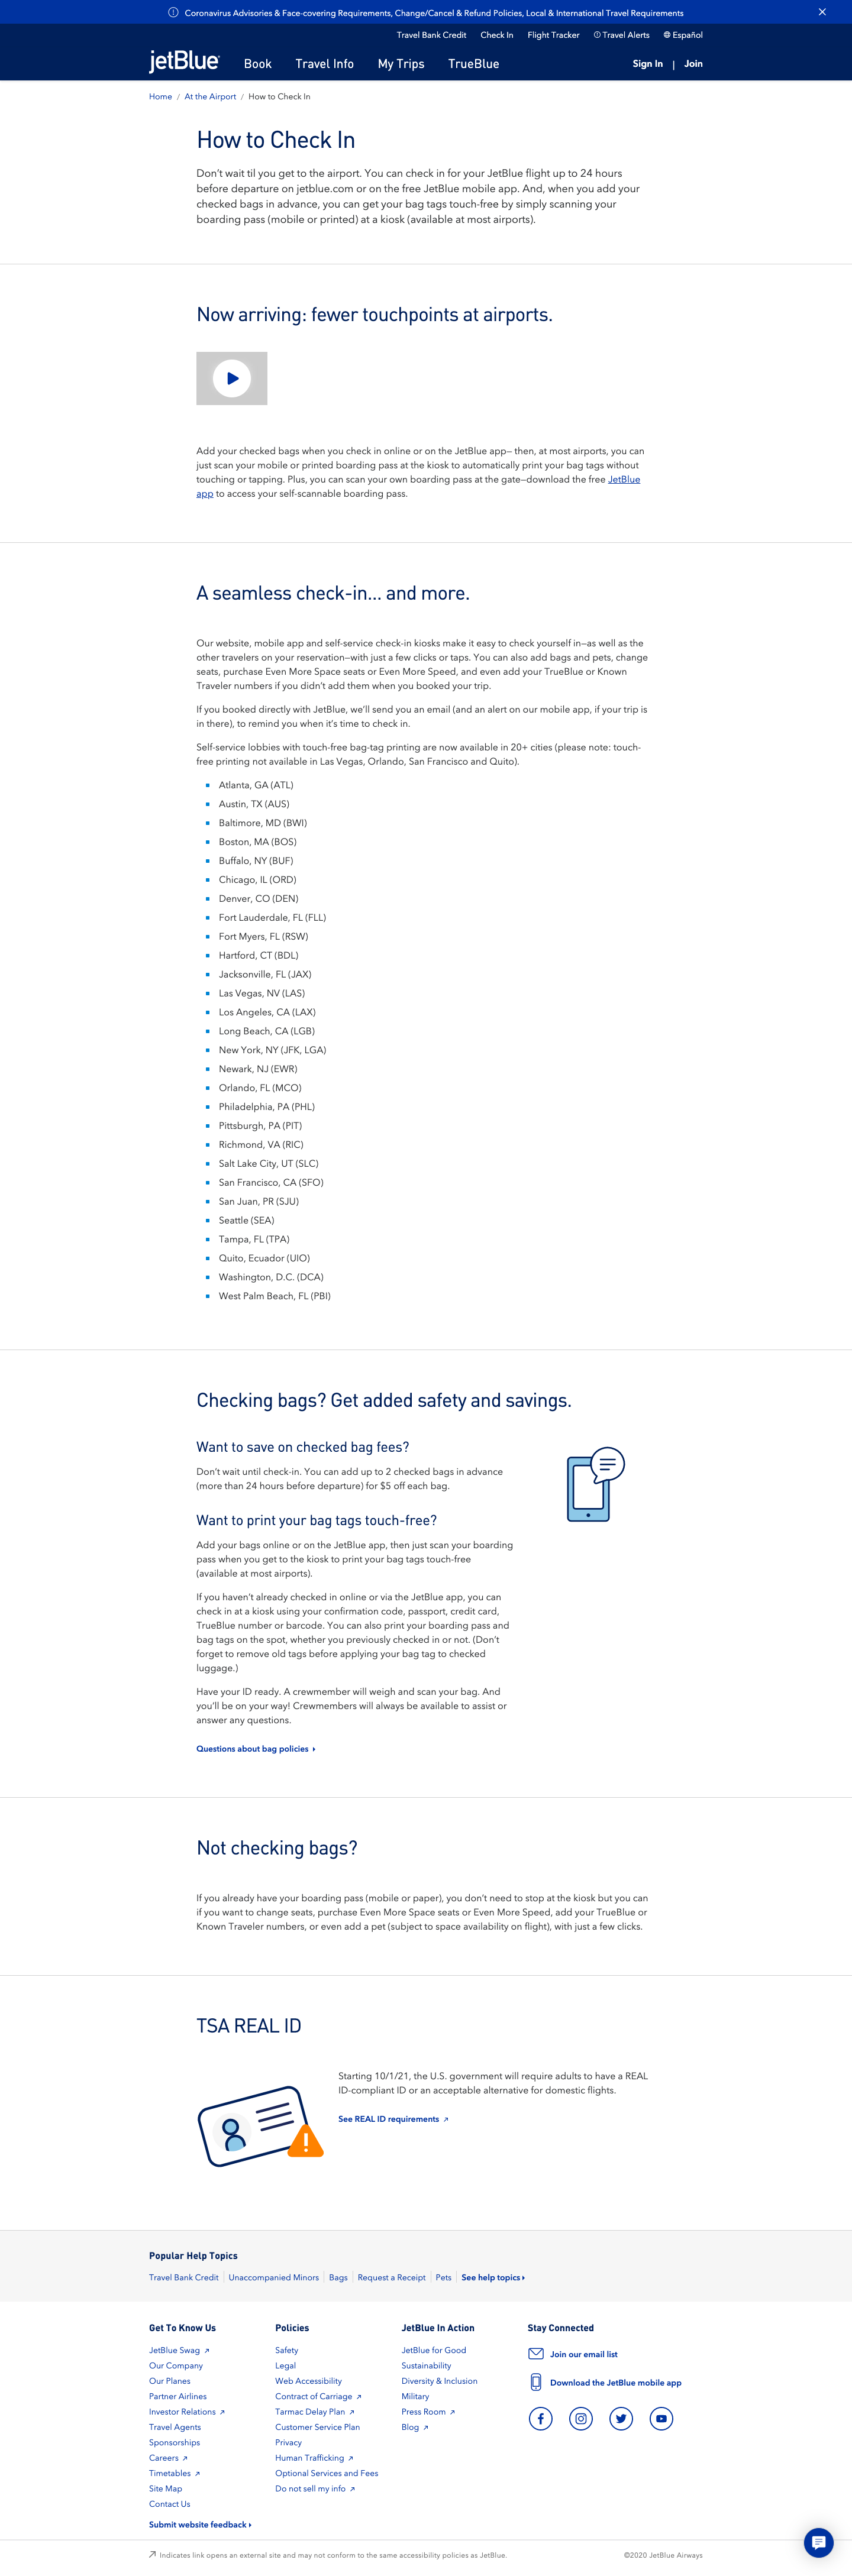 Coronavirus Advisories & Face-covering Requirements, Change/Cancel & Refund Policies, Local & International Travel Requirements
Travel Bank Credit Check In Flight Tracker Travel Alerts Español
jetBlue Book Travel Info My Trips TrueBlue Sign In | Join
Home / At the Airport / How to Check In
How to Check In
Don’t wait til you get to the airport. You can check in for your JetBlue flight up to 24 hours
before departure on jetblue.com or on the free JetBlue mobile app. And, when you add your
checked bags in advance, you can get your bag tags touch-free by simply scanning your
boarding pass (mobile or printed) at a kiosk (available at most airports).
Now arriving: fewer touchpoints at airports.
Add your checked bags when you check in online or on the JetBlue app— then, at most airports, you can
just scan your mobile or printed boarding pass at the kiosk to automatically print your bag tags without
touching or tapping. Plus, you can scan your own boarding pass at the gate—download the free JetBlue
app to access your self-scannable boarding pass.
A seamless check-in... and more.
Our website, mobile app and self-service check-in kiosks make it easy to check yourself in—as well as the
other travelers on your reservation—with just a few clicks or taps. You can also add bags and pets, change
seats, purchase Even More Space seats or Even More Speed, and even add your TrueBlue or Known
Traveler numbers if you didn’t add them when you booked your trip.
If you booked directly with JetBlue, we’ll send you an email (and an alert on our mobile app, if your trip is
in there), to remind you when it’s time to check in.
Self-service lobbies with touch-free bag-tag printing are now available in 20+ cities (please note: touch-
free printing not available in Las Vegas, Orlando, San Francisco and Quito).
Atlanta, GA (ATL)
Austin, TX (AUS)
Baltimore, MD (BWI)
Boston, MA (BOS)
Buffalo, NY (BUF)
Chicago, IL (ORD)
Denver, CO (DEN)
Fort Lauderdale, FL (FLL)
Fort Myers, FL (RSW)
Hartford, CT (BDL)
Jacksonville, FL (JAX)
Las Vegas, NV (LAS)
Los Angeles, CA (LAX)
Long Beach, CA (LGB)
New York, NY (JFK, LGA)
Newark, NJ (EWR)
Orlando, FL (MCO)
Philadelphia, PA (PHL)
Pittsburgh, PA (PIT)
Richmond, VA (RIC)
Salt Lake City, UT (SLC)
San Francisco, CA (SFO)
San Juan, PR (SJU)
Seattle (SEA)
Tampa, FL (TPA)
Quito, Ecuador (UIO)
Washington, D.C. (DCA)
West Palm Beach, FL (PBI)
Checking bags? Get added safety and savings.
Want to save on checked bag fees?
Don’t wait until check-in. You can add up to 2 checked bags in advance
(more than 24 hours before departure) for $5 off each bag.
Want to print your bag tags touch-free?
Add your bags online or on the JetBlue app, then just scan your boarding
pass when you get to the kiosk to print your bag tags touch-free
(available at most airports).
If you haven’t already checked in online or via the JetBlue app, you can
check in at a kiosk using your confirmation code, passport, credit card,
TrueBlue number or barcode. You can also print your boarding pass and
bag tags on the spot, whether you previously checked in or not. (Don’t
forget to remove old tags before applying your bag tag to checked
luggage.)
Have your ID ready. A crewmember will weigh and scan your bag. And
you’ll be on your way! Crewmembers will always be available to assist or
answer any questions.
Questions about bag policies
Not checking bags?
If you already have your boarding pass (mobile or paper), you don’t need to stop at the kiosk but you can
if you want to change seats, purchase Even More Space seats or Even More Speed, add your TrueBlue or
Known Traveler numbers, or even add a pet (subject to space availability on flight), with just a few clicks.
TSA REAL ID
Starting 10/1/21, the U.S. government will require adults to have a REAL
ID-compliant ID or an acceptable alternative for domestic flights.
See REAL ID requirements
Popular Help Topics
Travel Bank Credit Unaccompanied Minors Bags Request a Receipt Pets See help topics
Get To Know Us
JetBlue Swag
Our Company
Our Planes
Partner Airlines
Investor Relations
Travel Agents
Sponsorships
Careers
Timetables
Site Map
Contact Us
Submit website feedback
Policies
Safety
Legal
Web Accessibility
Contract of Carriage
Tarmac Delay Plan
Customer Service Plan
Privacy
Human Trafficking
Optional Services and Fees
Do not sell my info
JetBlue In Action
JetBlue for Good
Sustainability
Diversity & Inclusion
Military
Press Room
Blog
Stay Connected
Join our email list
Download the JetBlue mobile app
Indicates link opens an external site and may not conform to the same accessibility policies as JetBlue.
©2020 JetBlue Airways